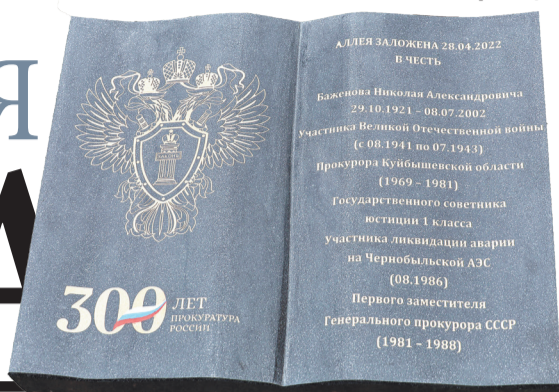 Я
300 ЛЕТ
ПРОКУРАТУРА
РОССИИ
АЛЛЕЯ ЗАЛОЖЕНА 28.04.2022
В ЧЕСТЬ
Баженова Николая Александровича
29.10.1921 – 08.07.2002
Участника Великой Отечественной войны
(с 08.1941 по 07.1943)
Прокурора Куйбышевской области
(1969 – 1981)
Государственного советника
юстиции 1 класса
Участника ликвидации аварии
на Чернобыльской АЭС
(08.1986)
Первого заместителя
Генерального прокурора СССР
(1981 – 1988)